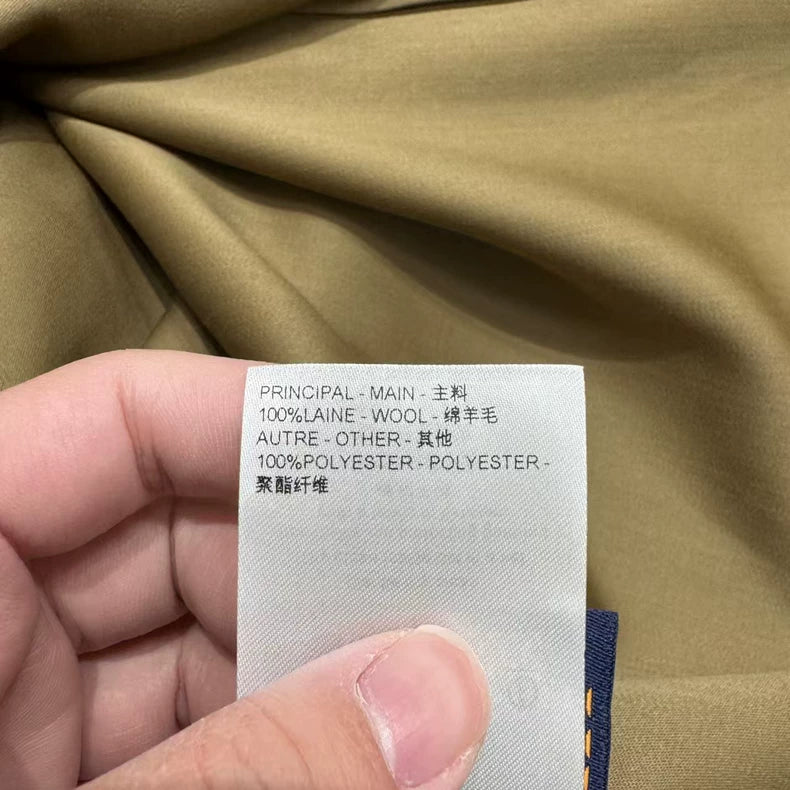 PRINCiPAL - MAIN - 主料
100%LAINE - WOOL - 绵羊毛
AUTRE - OTHER - 其他
100%POLYESTER - POLYESTER -
聚酯纤维